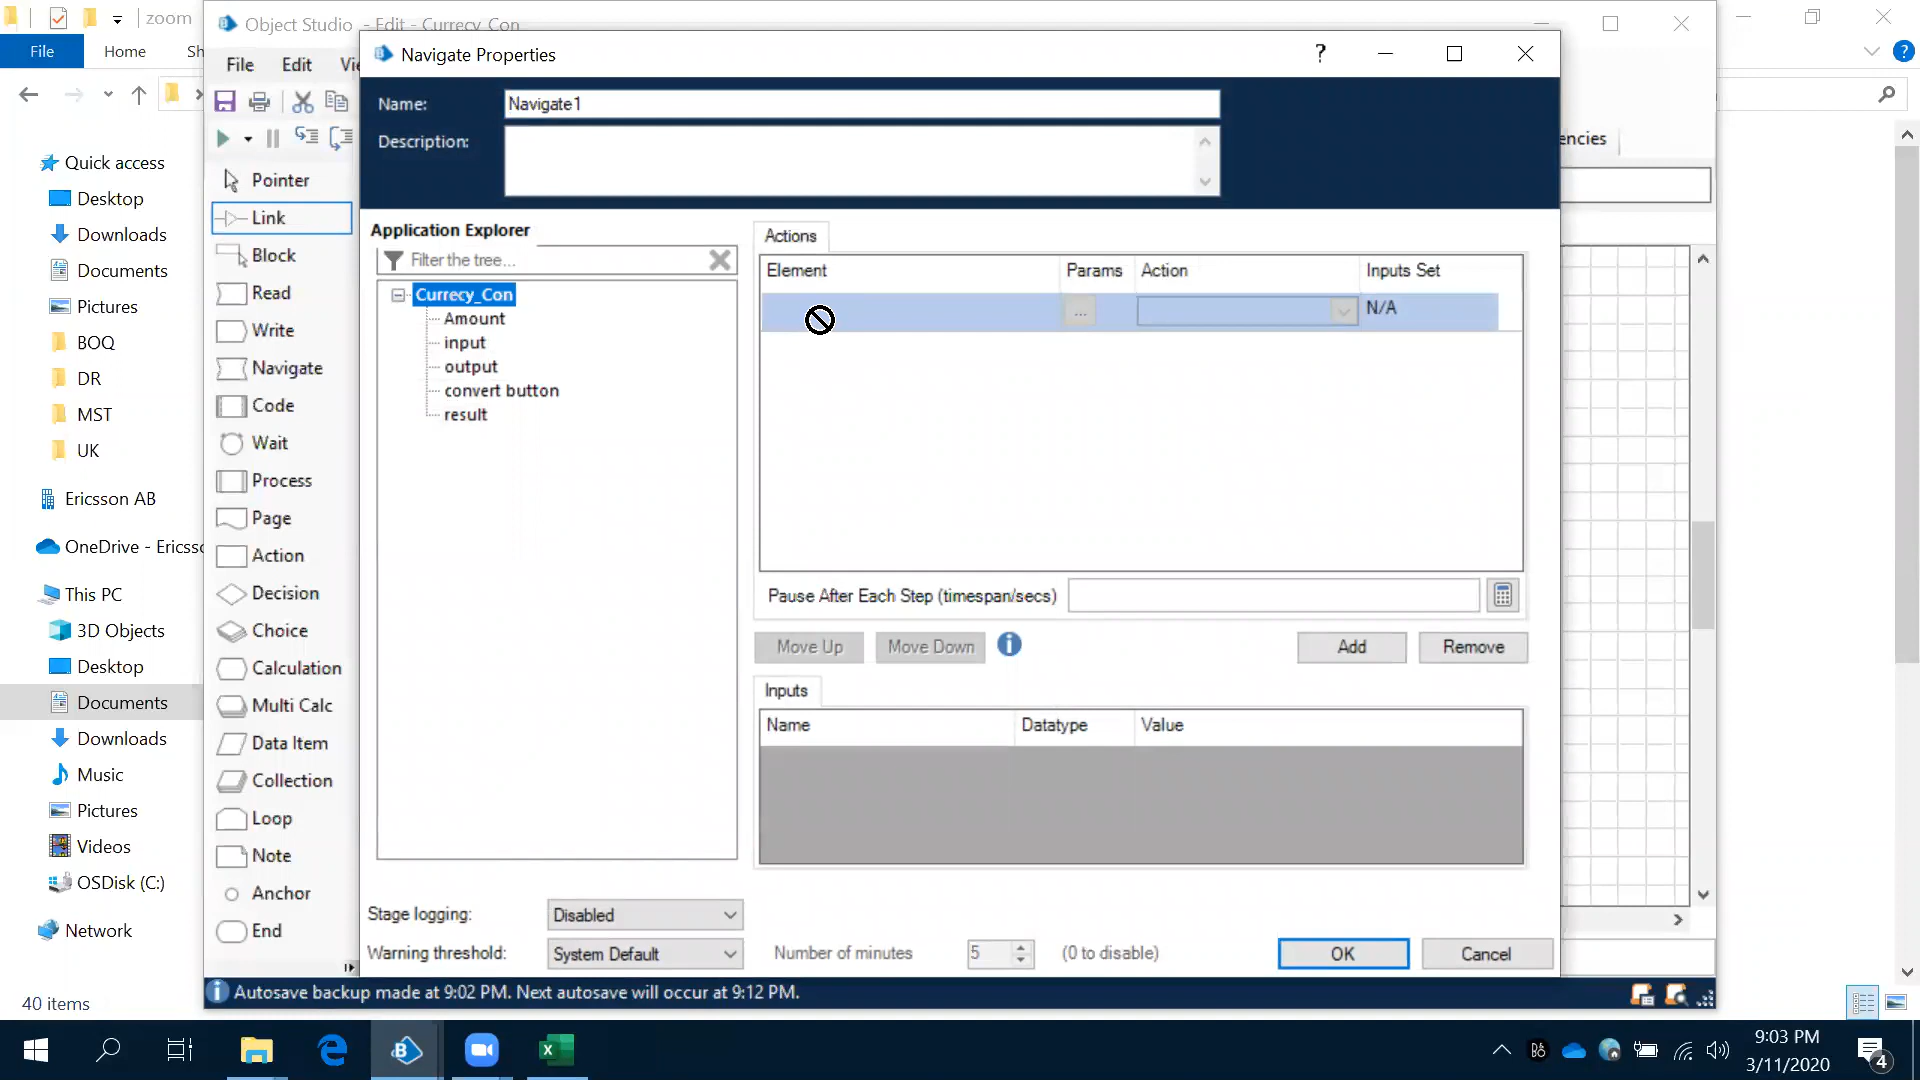 zoom
File
Home
Sh
Object Studio - Edit - Currecy_Con
File
Edit
Vie
Navigate Properties
?
Name:
Navigate1
Description:
encies
Quick access
Desktop
Downloads
Documents
Pictures
BOQ
DR
MST
UK
Ericsson AB
OneDrive - Ericsso
This PC
3D Objects
Desktop
Documents
Downloads
Music
Pictures
Videos
OSDisk (C:)
Network
40 items
Pointer
Link
Block
Read
Write
Navigate
Code
Wait
Process
Page
Action
Decision
Choice
Calculation
Multi Calc
Data Item
Collection
Loop
Note
Anchor
End
Application Explorer
Filter the tree...
Currecy_Con
Amount
input
output
convert button
result
Actions
Element
Params
Action
Inputs Set
...
N/A
Pause After Each Step (timespan/secs)
Move Up
Move Down
Add
Remove
Inputs
Name
Datatype
Value
Stage logging:
Disabled
Warning threshold:
System Default
Number of minutes
5
(0 to disable)
OK
Cancel
Autosave backup made at 9:02 PM. Next autosave will occur at 9:12 PM.
9:03 PM
3/11/2020
4